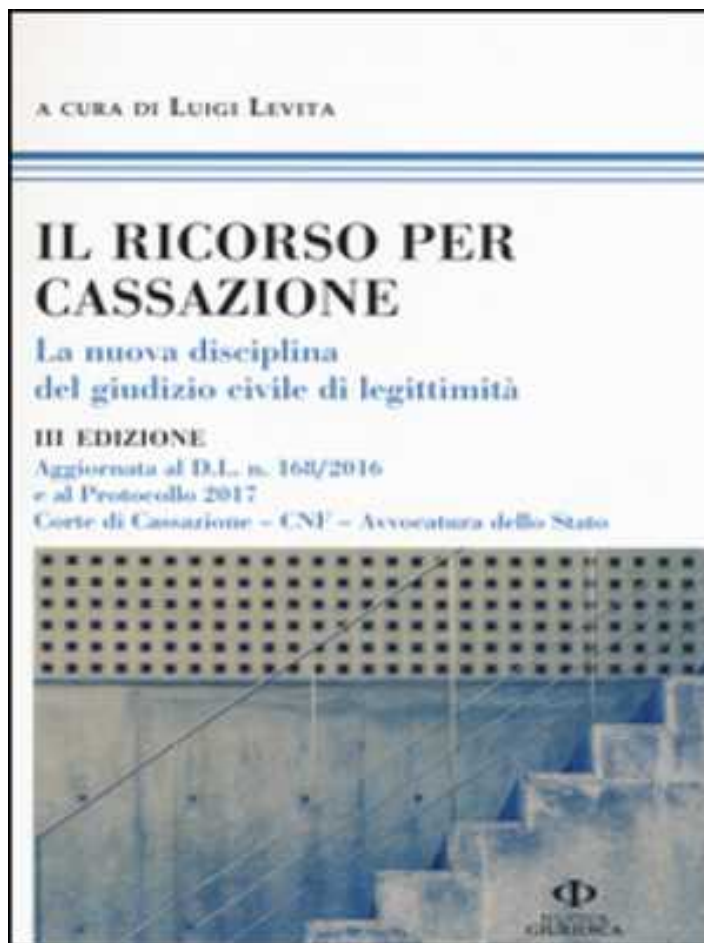 A CURA DI LUIGI LEVITA
IL RICORSO PER
CASSAZIONE
La nuova disciplina
del giudizio civile di legittimità
III EDIZIONE
Aggiornata al D.L. n. 168/2016
e al Protocollo 2017
Corte di Cassazione – CNF – Avvocatura dello Stato
GIURIDICA